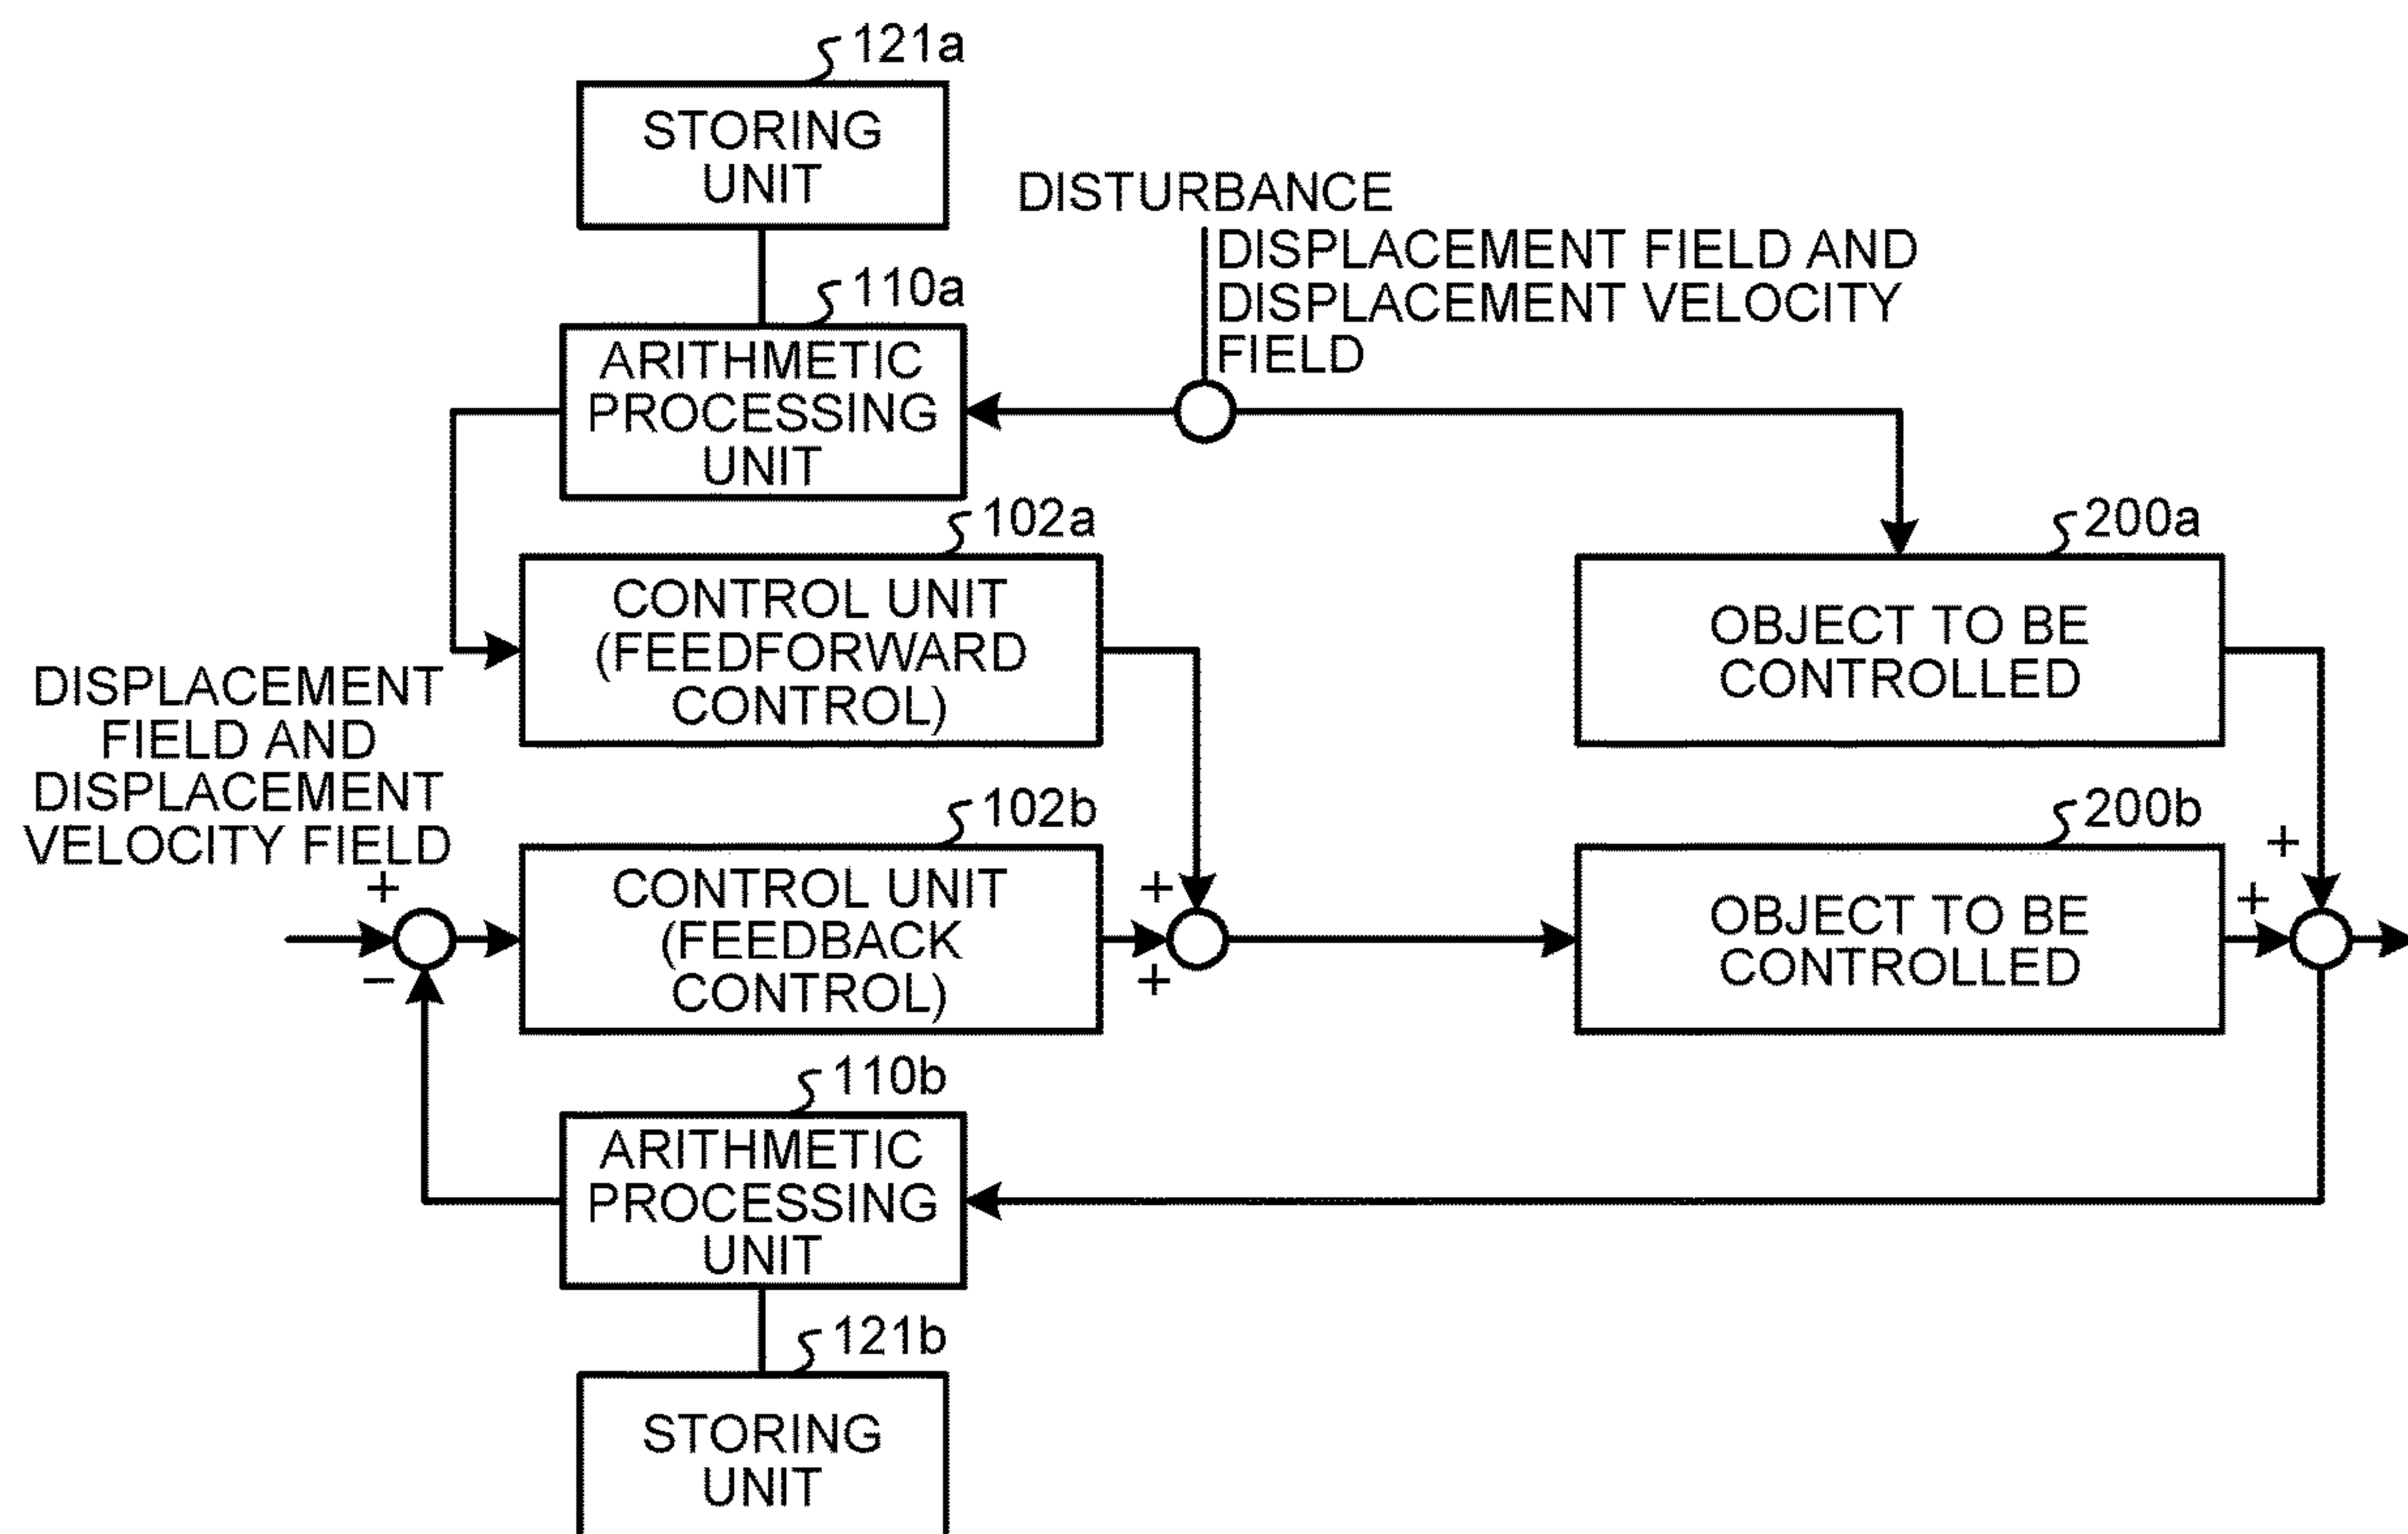 121a
STORING
UNIT
DISTURBANCE
DISPLACEMENT FIELD AND
DISPLACEMENT VELOCITY
FIELD
110a
ARITHMETIC
PROCESSING
UNIT
102a
CONTROL UNIT
(FEEDFORWARD
CONTROL)
200a
OBJECT TO BE
CONTROLLED
DISPLACEMENT
FIELD AND
DISPLACEMENT
VELOCITY FIELD
+
−
102b
CONTROL UNIT
(FEEDBACK
CONTROL)
+
+
200b
OBJECT TO BE
CONTROLLED
+
+
110b
ARITHMETIC
PROCESSING
UNIT
121b
STORING
UNIT